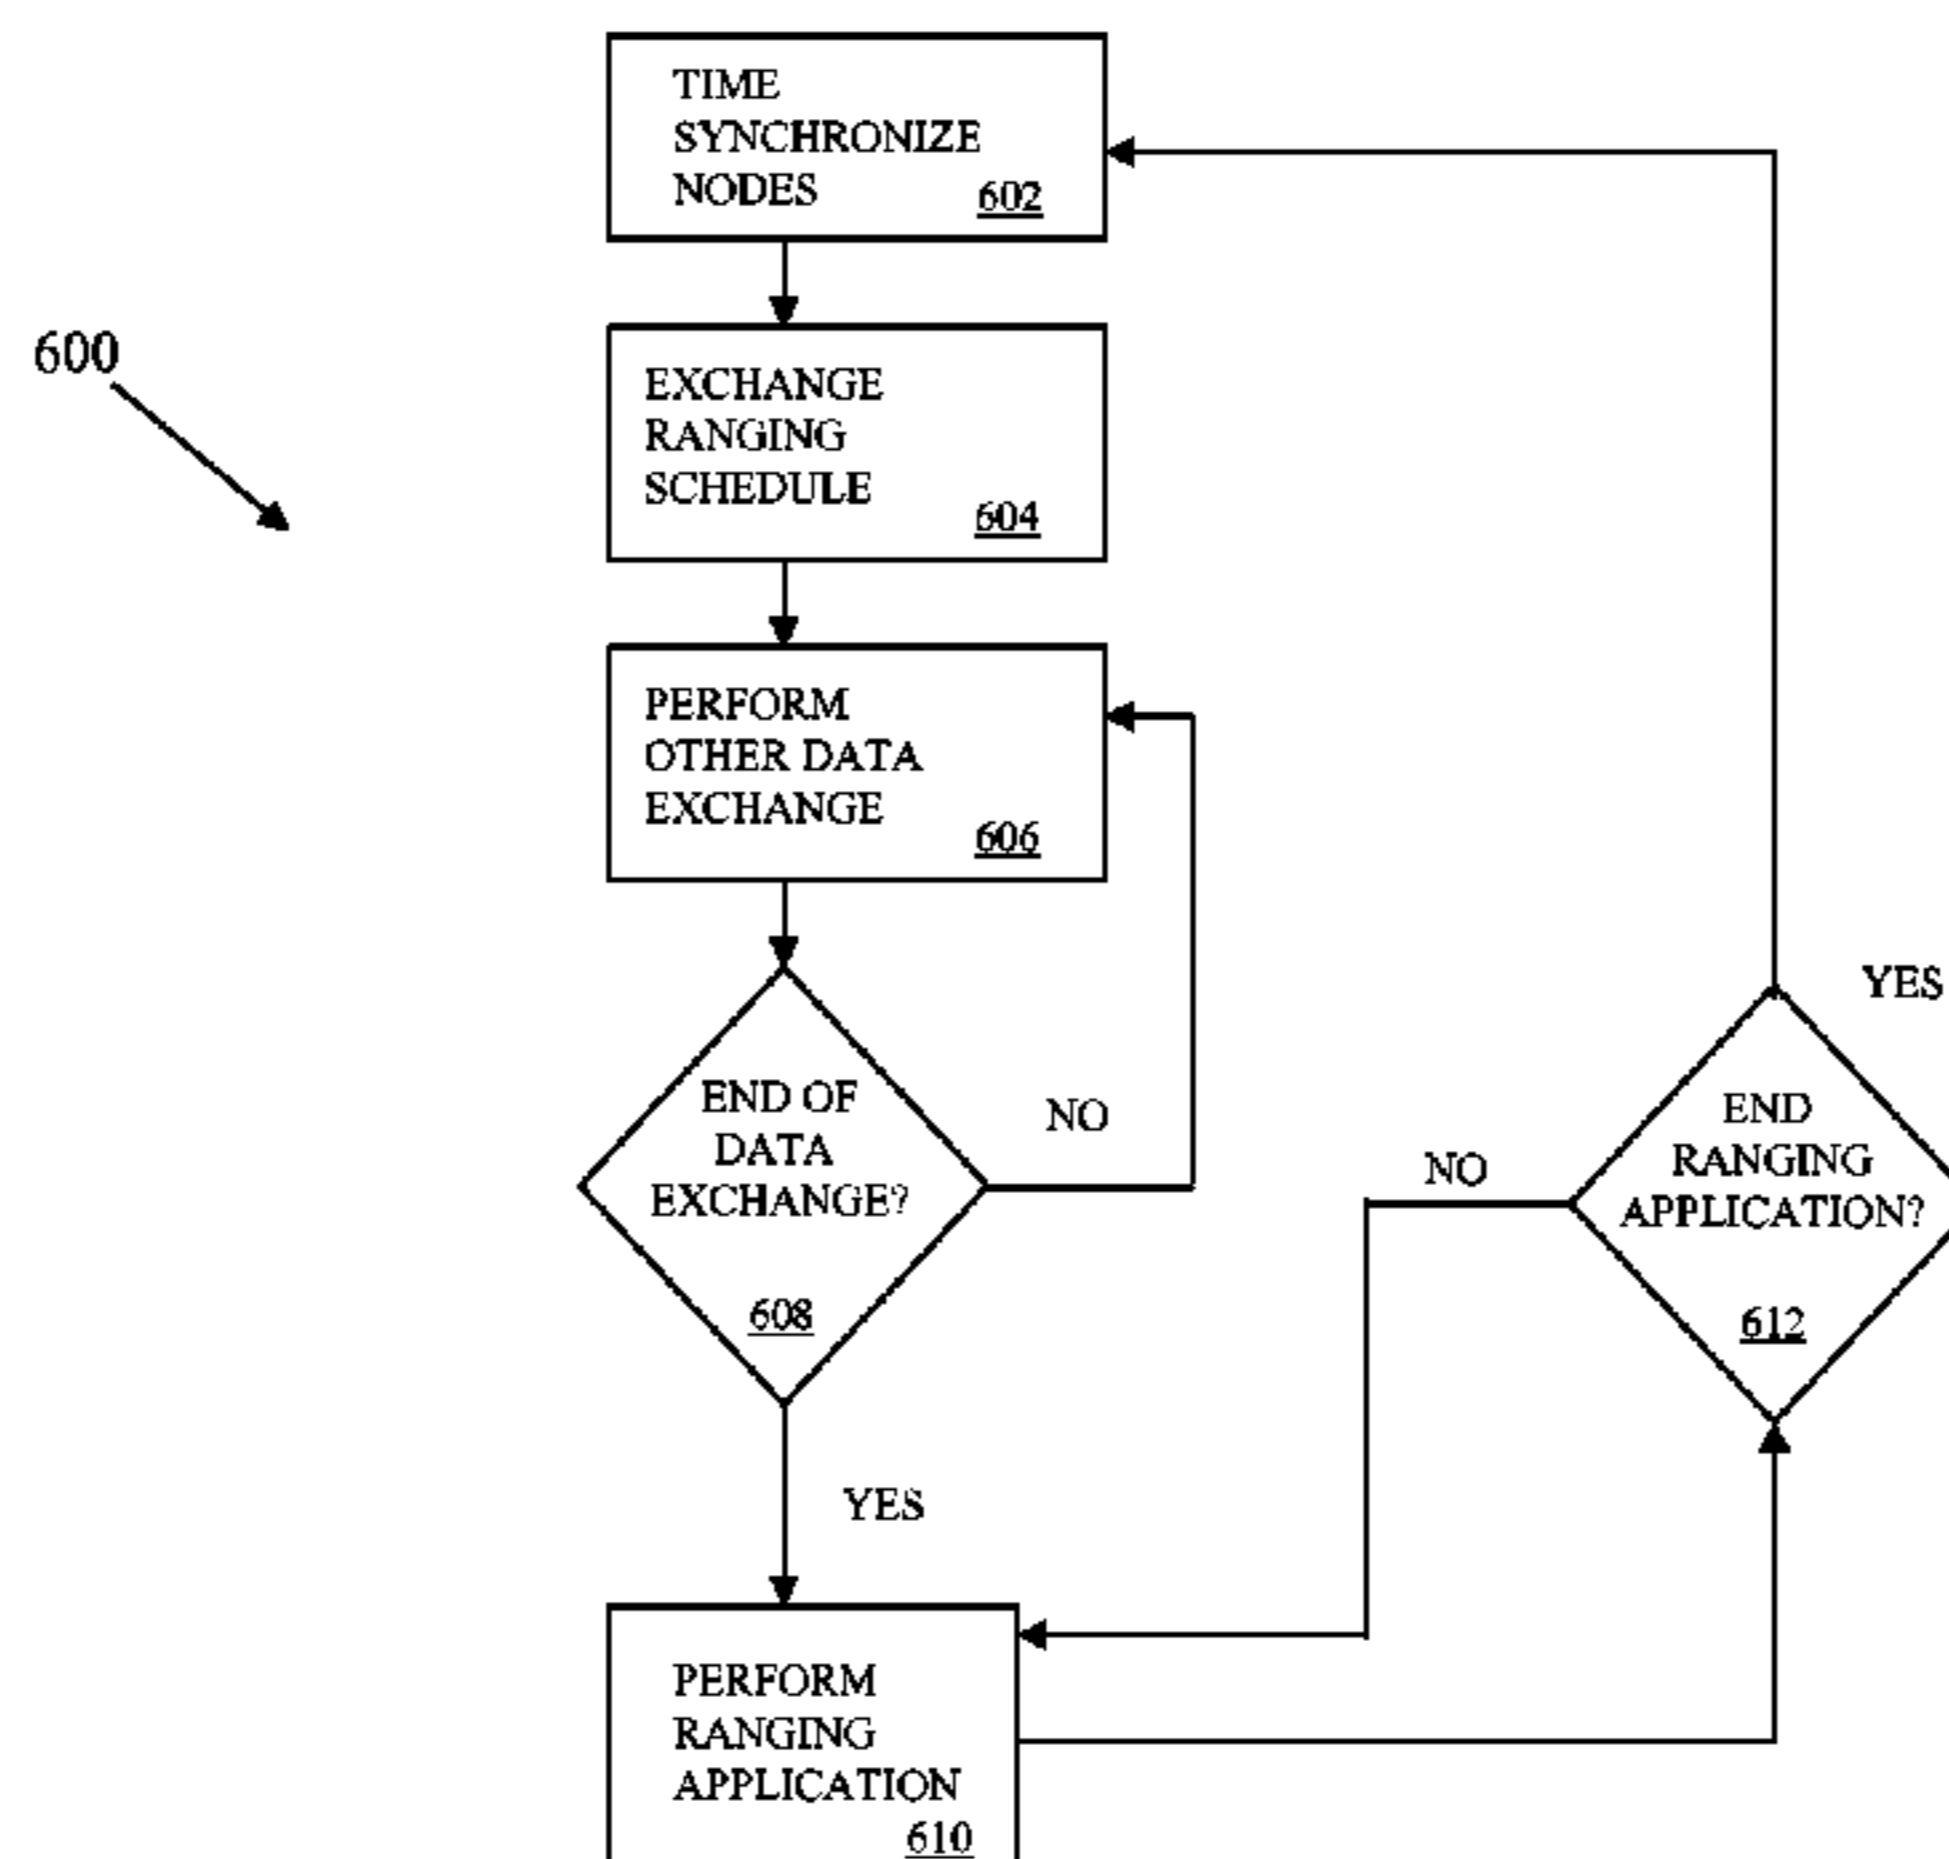 TIME
SYNCHRONIZE
NODES
602
600
EXCHANGE
RANGING
SCHEDULE
604
PERFORM
OTHER DATA
EXCHANGE
606
END OF
DATA
EXCHANGE?
608
NO
YES
PERFORM
RANGING
APPLICATION
610
END
RANGING
APPLICATION?
612
NO
YES